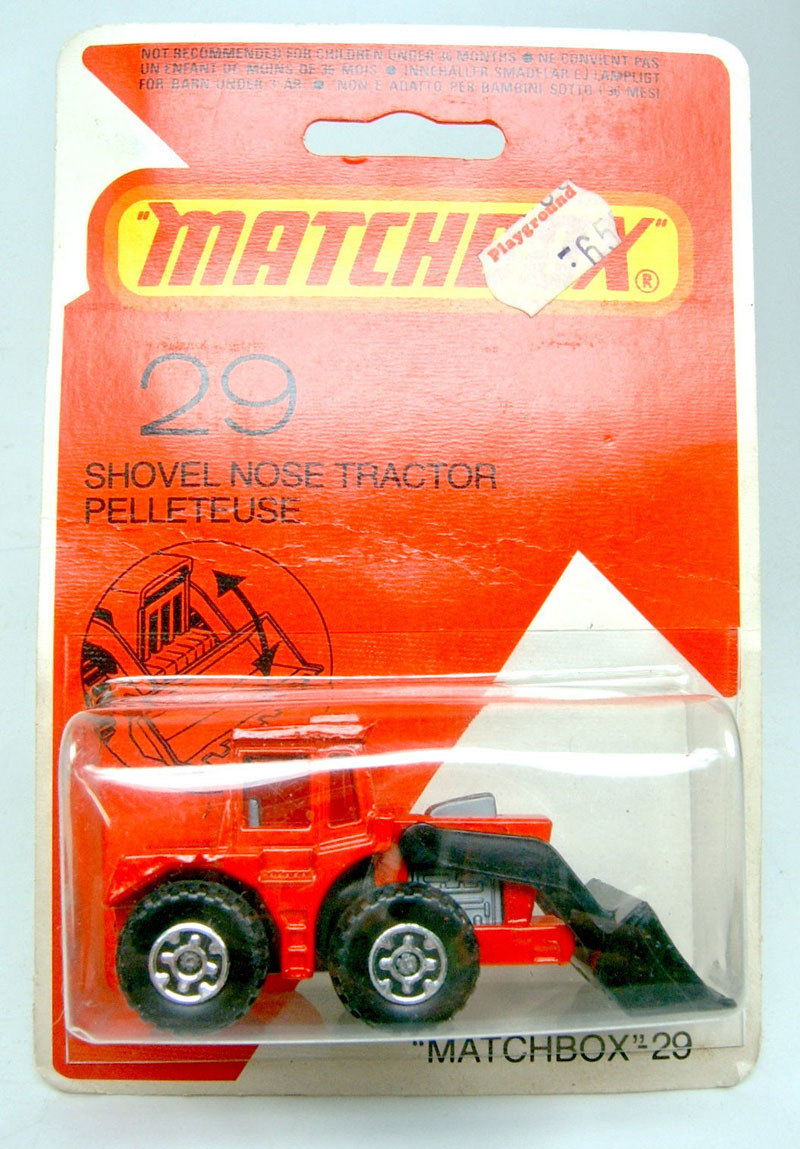 NOT RECOMMENDED FOR CHILDREN UNDER 36 MONTHS ● NE CONVIENT PAS
UN ENFANT DE MOINS DE 36 MOIS ● INNEHÅLLER SMÅDELAR EJ LÄMPLIGT
FÖR BARN UNDER 3 ÅR ● NON È ADATTO PER BAMBINI SOTTO I 36 MESI
"MATCHBOX" ®
Playground
29
SHOVEL NOSE TRACTOR
PELLETEUSE
"MATCHBOX" 29